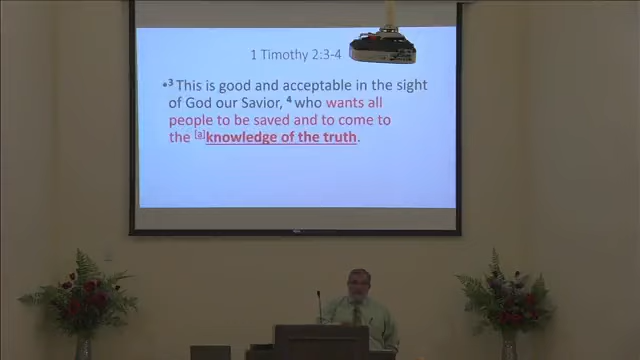 1 Timothy 2:3-4
•3 This is good and acceptable in the sight
of God our Savior, 4 who wants all
people to be saved and to come to
the [a]knowledge of the truth.